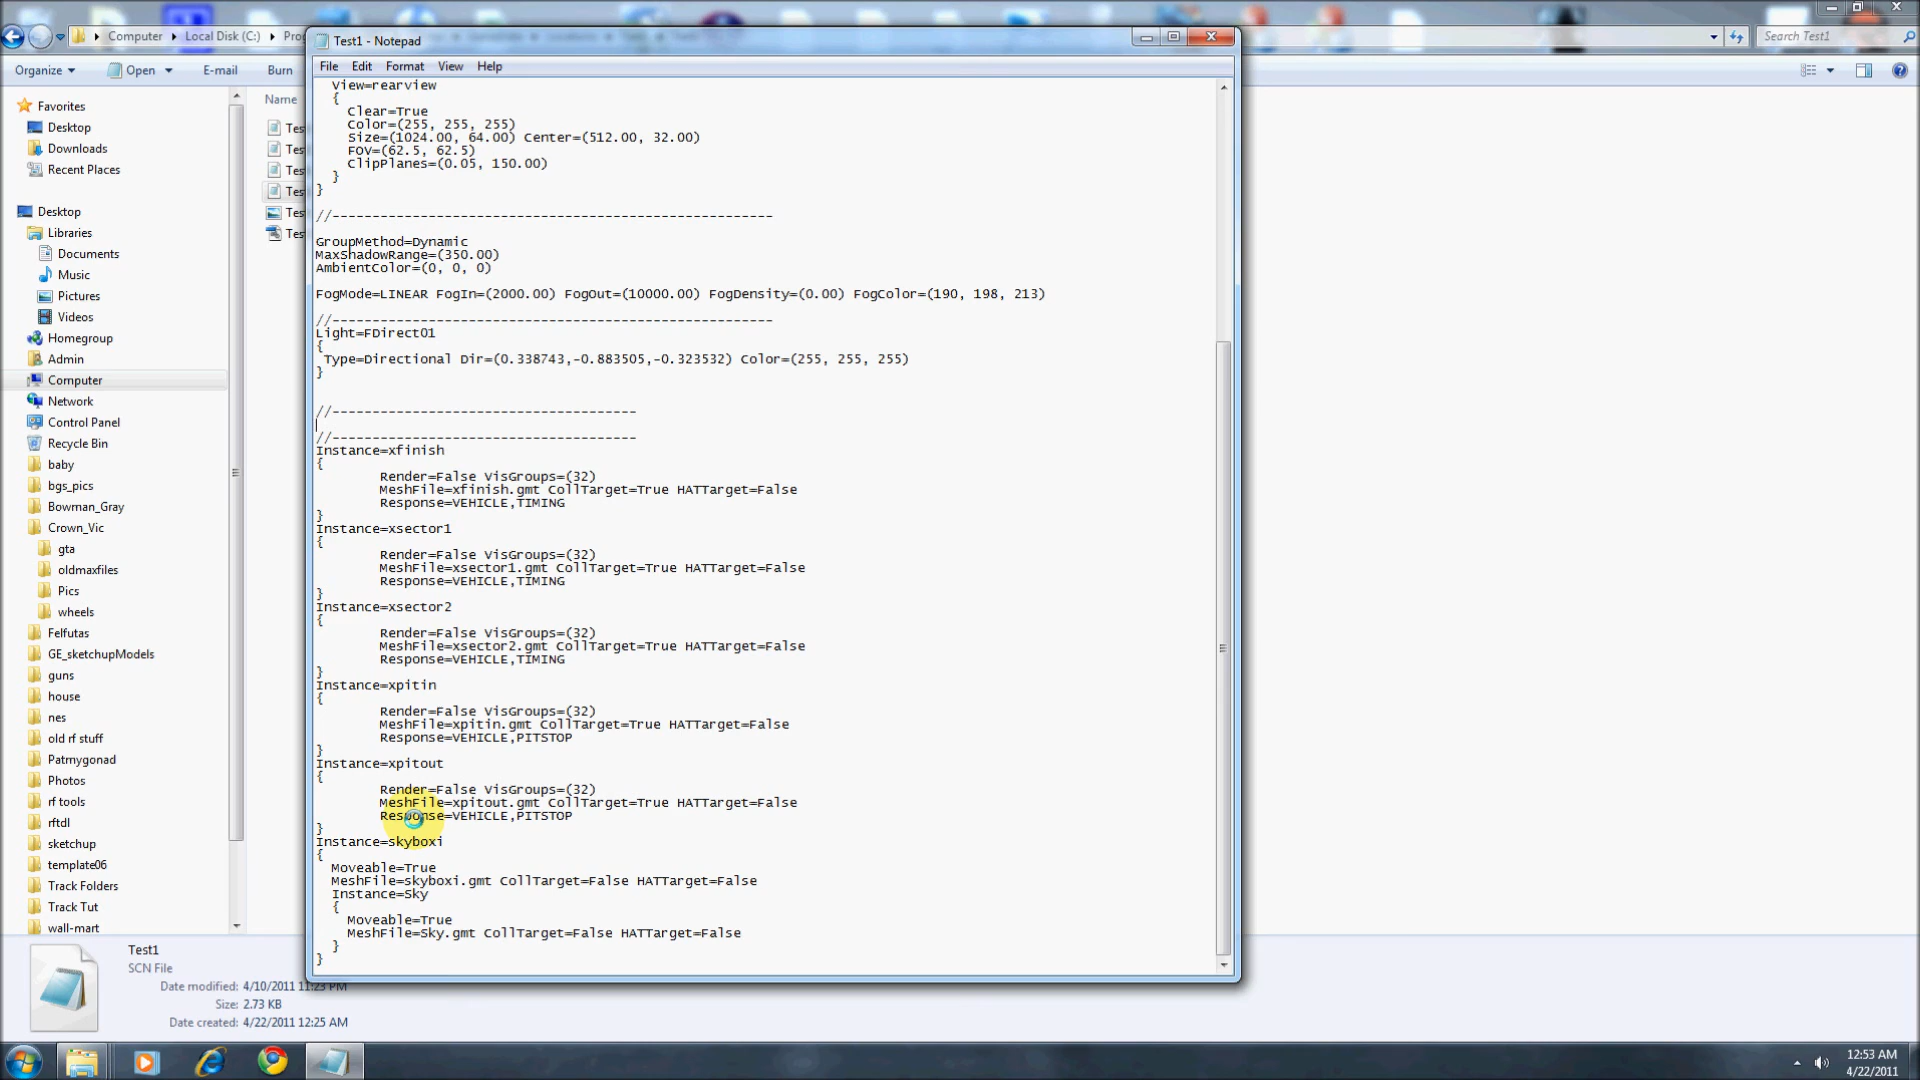 Computer
Local Disk (C:)
Search Test1
Test1 - Notepad
File Edit Format View Help
Organize
Open
E-mail
Burn
Name
Favorites
Desktop
Downloads
Recent Places
Desktop
Libraries
Documents
Music
Pictures
Videos
Homegroup
Admin
Computer
Network
Control Panel
Recycle Bin
baby
bgs_pics
Bowman_Gray
Crown_Vic
gta
oldmaxfiles
Pics
wheels
Felfutas
GE_sketchupModels
guns
house
nes
old rf stuff
Patrnygonad
Photos
rf tools
rftdl
sketchup
template06
Track Folders
Track Tut
wall-mart
View=rearview
{
Clear=True
Color=(255, 255, 255)
Size=(1024.00, 64.00) Center=(512.00, 32.00)
FOV=(62.5, 62.5)
ClipPlanes=(0.05, 150.00)
}
}
//-------------------------------------------------------
GroupMethod=Dynamic
MaxShadowRange=(350.00)
AmbientColor=(0, 0, 0)
FogMode=LINEAR FogIn=(2000.00) FogOut=(10000.00) FogDensity=(0.00) FogColor=(190, 198, 213)
//-------------------------------------------------------
Light=FDirect01
{
Type=Directional Dir=(0.338743,-0.883505,-0.323532) Color=(255, 255, 255)
}
//--------------------------------------
//--------------------------------------
Instance=xfinish
{
Render=False VisGroups=(32)
MeshFile=xfinish.gmt CollTarget=True HATTarget=False
Response=VEHICLE,TIMING
}
Instance=xsector1
{
Render=False VisGroups=(32)
MeshFile=xsector1.gmt CollTarget=True HATTarget=False
Response=VEHICLE,TIMING
}
Instance=xsector2
{
Render=False VisGroups=(32)
MeshFile=xsector2.gmt CollTarget=True HATTarget=False
Response=VEHICLE,TIMING
}
Instance=xpitin
{
Render=False VisGroups=(32)
MeshFile=xpitin.gmt CollTarget=True HATTarget=False
Response=VEHICLE,PITSTOP
}
Instance=xpitout
{
Render=False VisGroups=(32)
MeshFile=xpitout.gmt CollTarget=True HATTarget=False
Response=VEHICLE,PITSTOP
}
Instance=skyboxi
{
Moveable=True
MeshFile=skyboxi.gmt CollTarget=False HATTarget=False
Instance=Sky
{
Moveable=True
MeshFile=Sky.gmt CollTarget=False HATTarget=False
}
}
Test1
SCN File
Date modified: 4/10/2011 11:23 PM
Size: 2.73 KB
Date created: 4/22/2011 12:25 AM
12:53 AM
4/22/2011